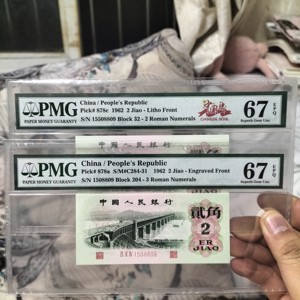 PMG
PAPER MONEY GUARANTY
China / People's Republic
Pick# 878c 1962 2 Jiao - Litho Front
S/N 15508809 Block 52 - 2 Roman Numerals
67 EPQ
Superb Gem Unc
PMG
PAPER MONEY GUARANTY
China / People's Republic
Pick# 878a S/M#C284-31 1962 2 Jiao - Engraved Front
S/N 1508809 Block 204 - 3 Roman Numerals
67 EPQ
Superb Gem Unc
中国人民银行
贰角
2
ER
JIAO
1508809